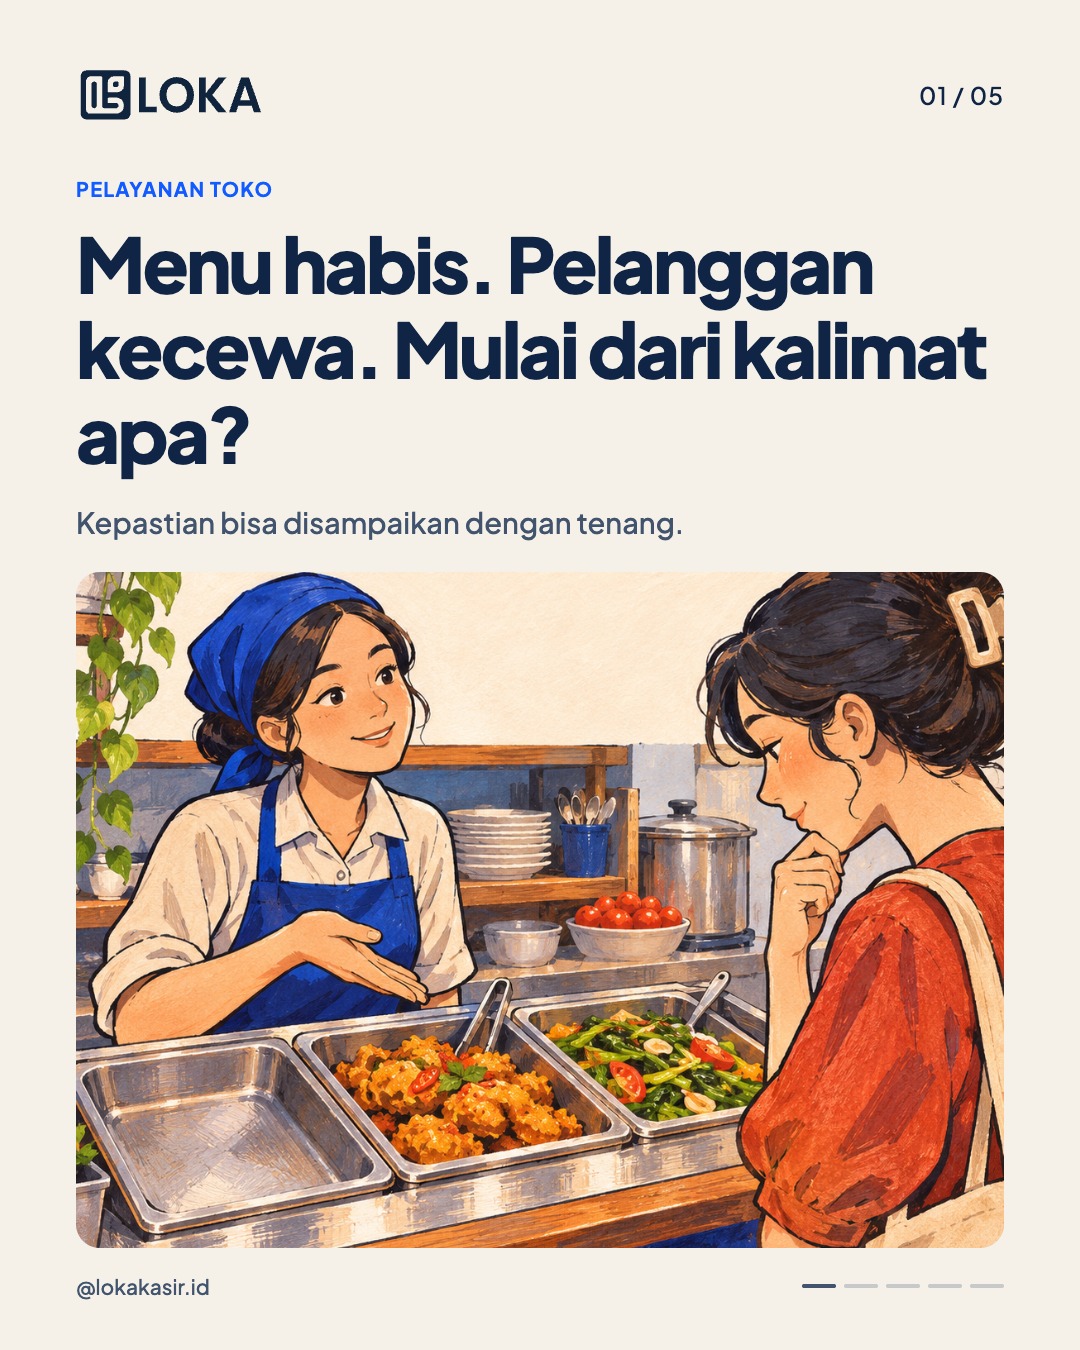 LOKA
01 / 05
PELAYANAN TOKO
Menu habis. Pelanggan
kecewa. Mulai dari kalimat
apa?
Kepastian bisa disampaikan dengan tenang.
@lokakasir.id